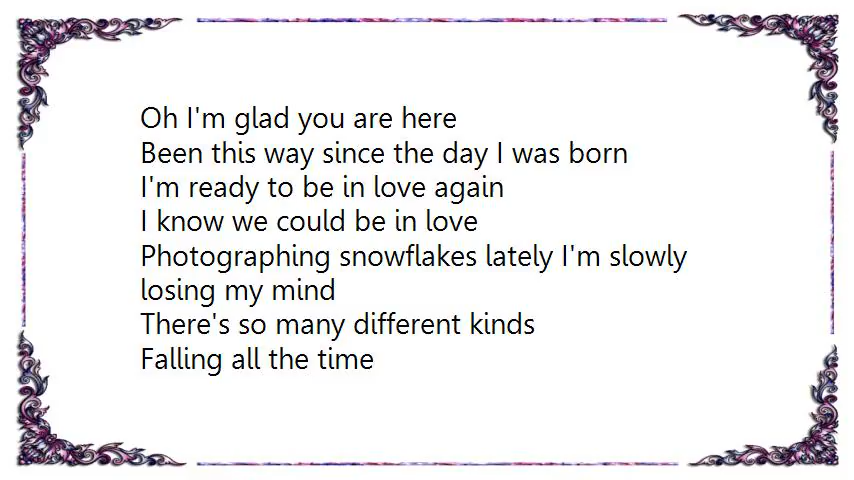 Oh I'm glad you are here
Been this way since the day I was born
I'm ready to be in love again
I know we could be in love
Photographing snowflakes lately I'm slowly
losing my mind
There's so many different kinds
Falling all the time